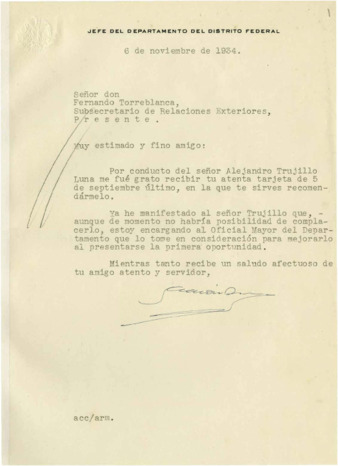 JEFE DEL DEPARTAMENTO DEL DISTRITO FEDERAL
6 de noviembre de 1934.
Señor don
Fernando Torreblanca,
Subsecretario de Relaciones Exteriores,
P r e s e n t e .
Muy estimado y fino amigo:
Por conducto del señor Alejandro Trujillo
Luna me fué grato recibir tu atenta tarjeta de 5
de septiembre último, en la que te sirves recomen-
dármelo.
Ya he manifestado al señor Trujillo que, -
aunque de momento no habría posibilidad de compla-
cerlo, estoy encargando al Oficial Mayor del Depar-
tamento que lo tome en consideración para mejorarlo
al presentarse la primera oportunidad.
Mientras tanto recibe un saludo afectuoso de
tu amigo atento y servidor,
acc/arm.